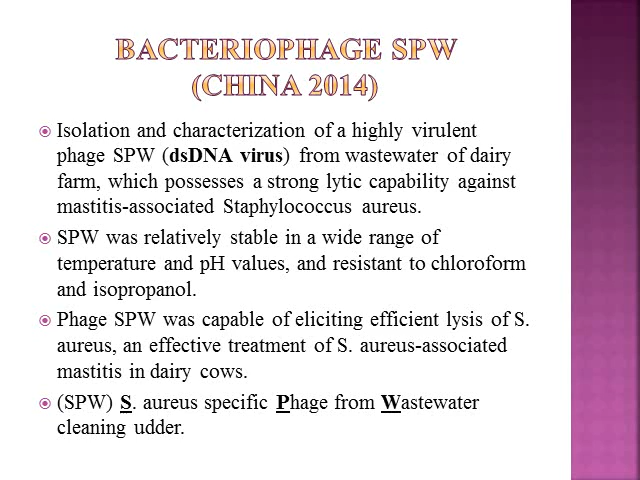 BACTERIOPHAGE SPW
(CHINA 2014)
Isolation and characterization of a highly virulent
phage SPW (dsDNA virus) from wastewater of dairy
farm, which possesses a strong lytic capability against
mastitis-associated Staphylococcus aureus.
SPW was relatively stable in a wide range of
temperature and pH values, and resistant to chloroform
and isopropanol.
Phage SPW was capable of eliciting efficient lysis of S.
aureus, an effective treatment of S. aureus-associated
mastitis in dairy cows.
(SPW) S. aureus specific Phage from Wastewater
cleaning udder.